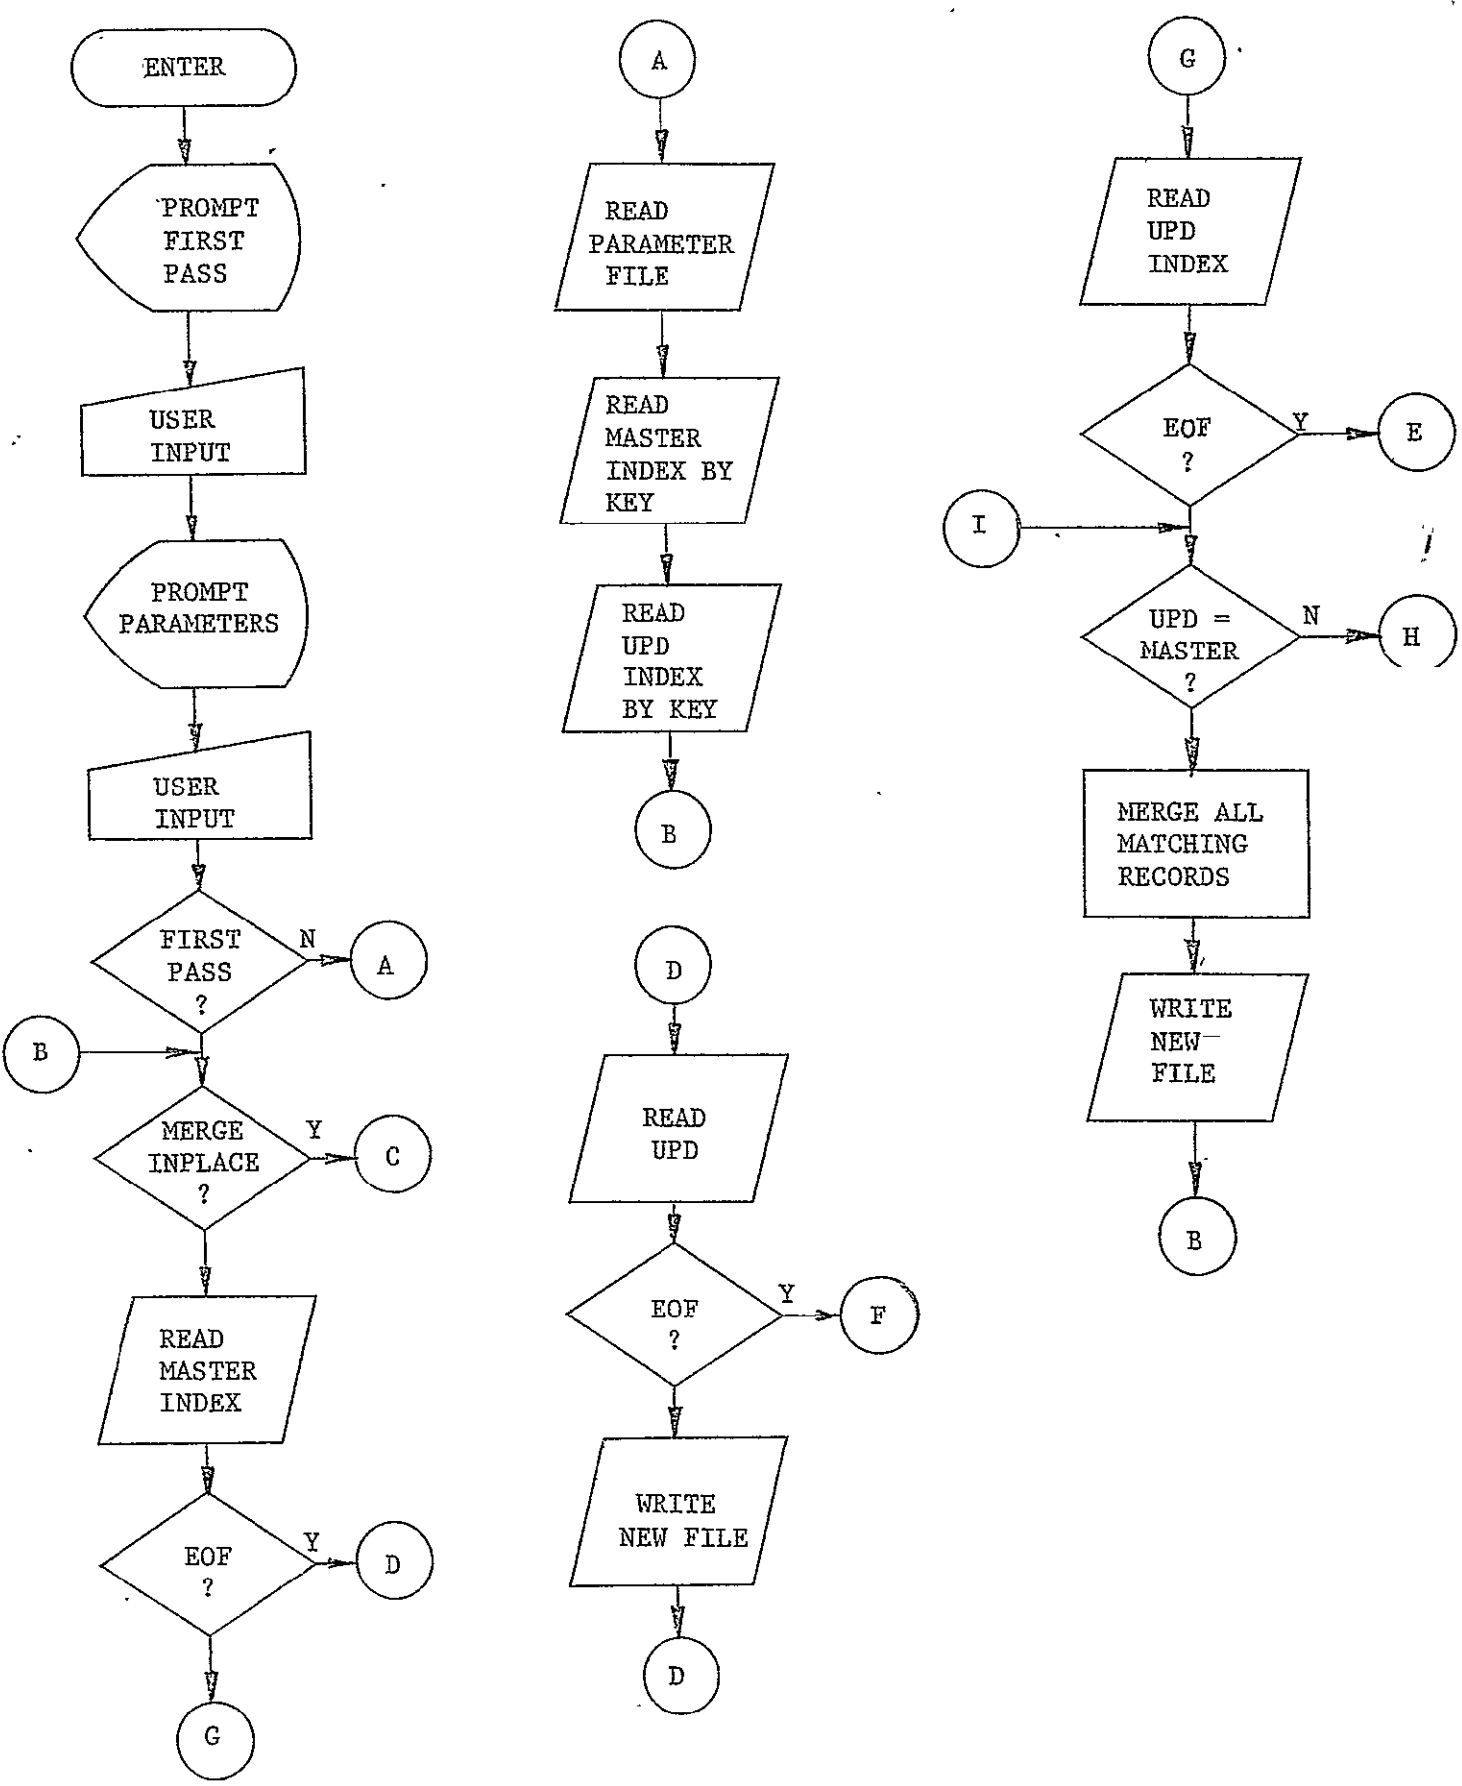 ENTER
PROMPT
FIRST
PASS
USER
INPUT
PROMPT
PARAMETERS
USER
INPUT
FIRST
PASS
?
N
A
B
MERGE
INPLACE
?
Y
C
READ
MASTER
INDEX
EOF
?
Y
D
G
A
READ
PARAMETER
FILE
READ
MASTER
INDEX BY
KEY
READ
UPD
INDEX
BY KEY
B
D
READ
UPD
EOF
?
Y
F
WRITE
NEW FILE
D
G
READ
UPD
INDEX
EOF
?
Y
E
I
UPD =
MASTER
?
N
H
MERGE ALL
MATCHING
RECORDS
WRITE
NEW
FILE
B